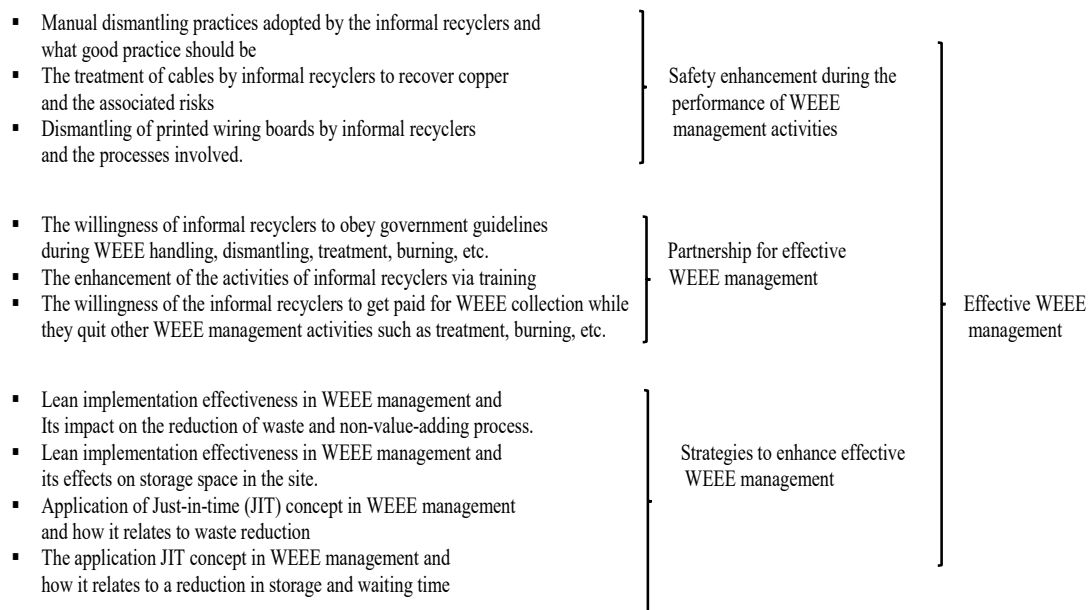 ▪ Manual dismantling practices adopted by the informal recyclers and
what good practice should be
▪ The treatment of cables by informal recyclers to recover copper
and the associated risks
▪ Dismantling of printed wiring boards by informal recyclers
and the processes involved.
Safety enhancement during the
performance of WEEE
management activities
▪ The willingness of informal recyclers to obey government guidelines
during WEEE handling, dismantling, treatment, burning, etc.
▪ The enhancement of the activities of informal recyclers via training
▪ The willingness of the informal recyclers to get paid for WEEE collection while
they quit other WEEE management activities such as treatment, burning, etc.
Partnership for effective
WEEE management
▪ Lean implementation effectiveness in WEEE management and
Its impact on the reduction of waste and non-value-adding process.
▪ Lean implementation effectiveness in WEEE management and
its effects on storage space in the site.
▪ Application of Just-in-time (JIT) concept in WEEE management
and how it relates to waste reduction
▪ The application JIT concept in WEEE management and
how it relates to a reduction in storage and waiting time
Strategies to enhance effective
WEEE management
Effective WEEE
management